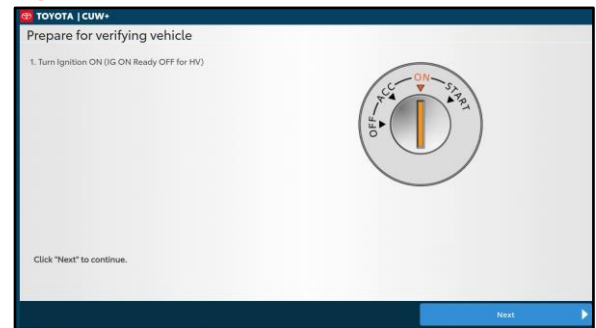 TOYOTA | CUW+
Prepare for verifying vehicle
1. Turn Ignition ON (IG ON Ready OFF for HV)
OFF
ACC
ON
START
Click "Next" to continue.
Next